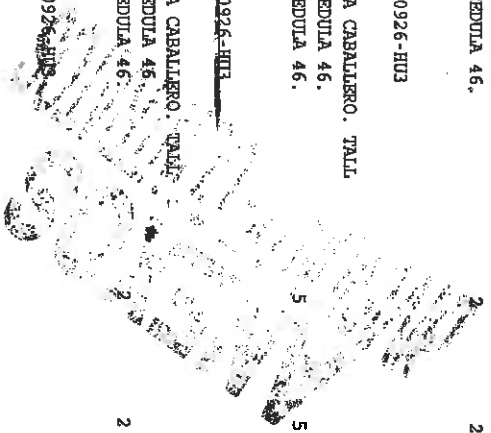 EDULA 46. 2 2
0926-HU3
A CABALLERO. TALL
EDULA 46.
EDULA 46. 5 5
0926-HU3
A CABALLERO. TALL
EDULA 46.
EDULA 46. 2 2
0926-HU3